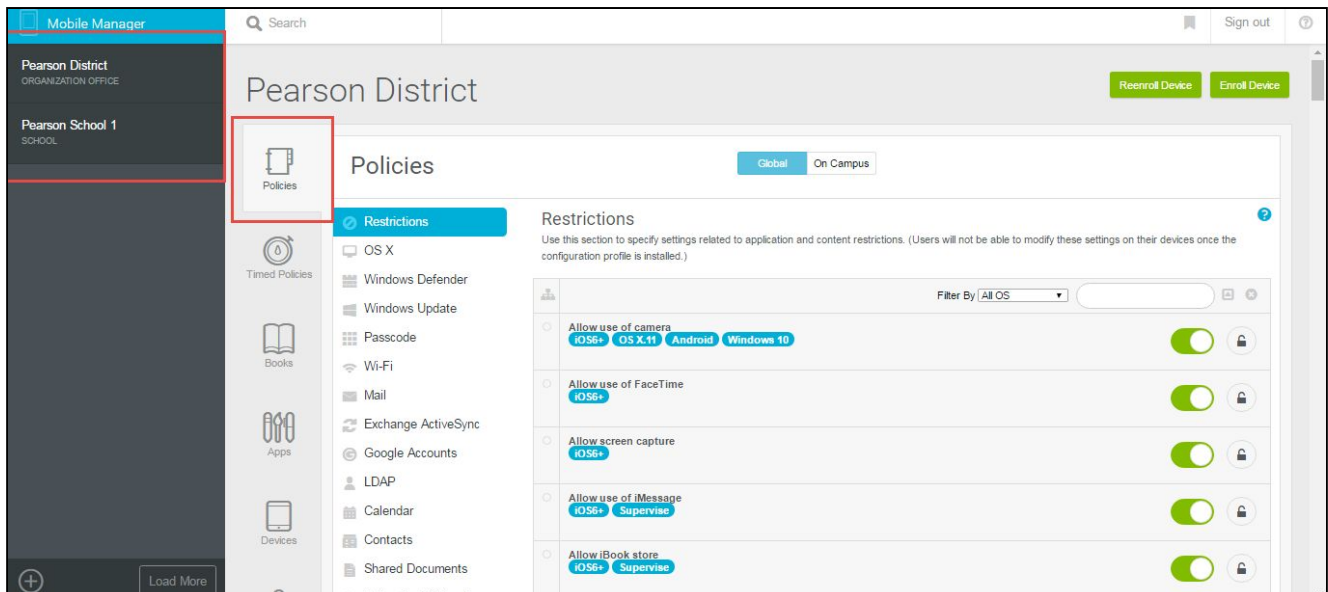 Mobile Manager
Search
Sign out
Pearson District
ORGANIZATION OFFICE
Pearson School 1
SCHOOL
Load More
Pearson District
Reenroll Device
Enroll Device
Policies
Timed Policies
Books
Apps
Devices
Policies
Global
On Campus
Restrictions
OS X
Windows Defender
Windows Update
Passcode
Wi-Fi
Mail
Exchange ActiveSync
Google Accounts
LDAP
Calendar
Contacts
Shared Documents
Restrictions
Use this section to specify settings related to application and content restrictions. (Users will not be able to modify these settings on their devices once the
configuration profile is installed.)
Filter By All OS
Allow use of camera
iOS6+ OS X.11 Android Windows 10
Allow use of FaceTime
iOS6+
Allow screen capture
iOS6+
Allow use of iMessage
iOS6+ Supervise
Allow iBook store
iOS6+ Supervise